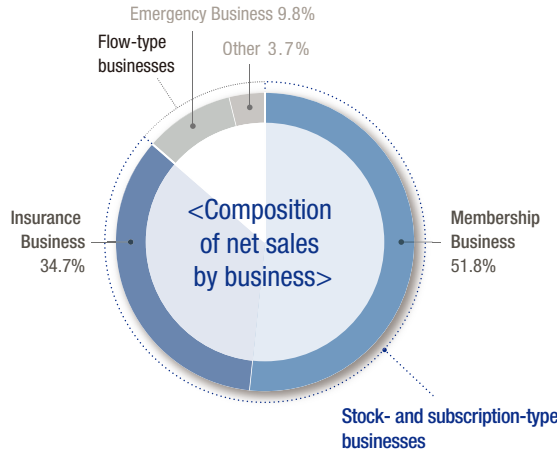 Emergency Business 9.8%
Flow-type
businesses
Other 3.7%
<Composition
of net sales
by business>
Insurance
Business
34.7%
Membership
Business
51.8%
Stock- and subscription-type
businesses